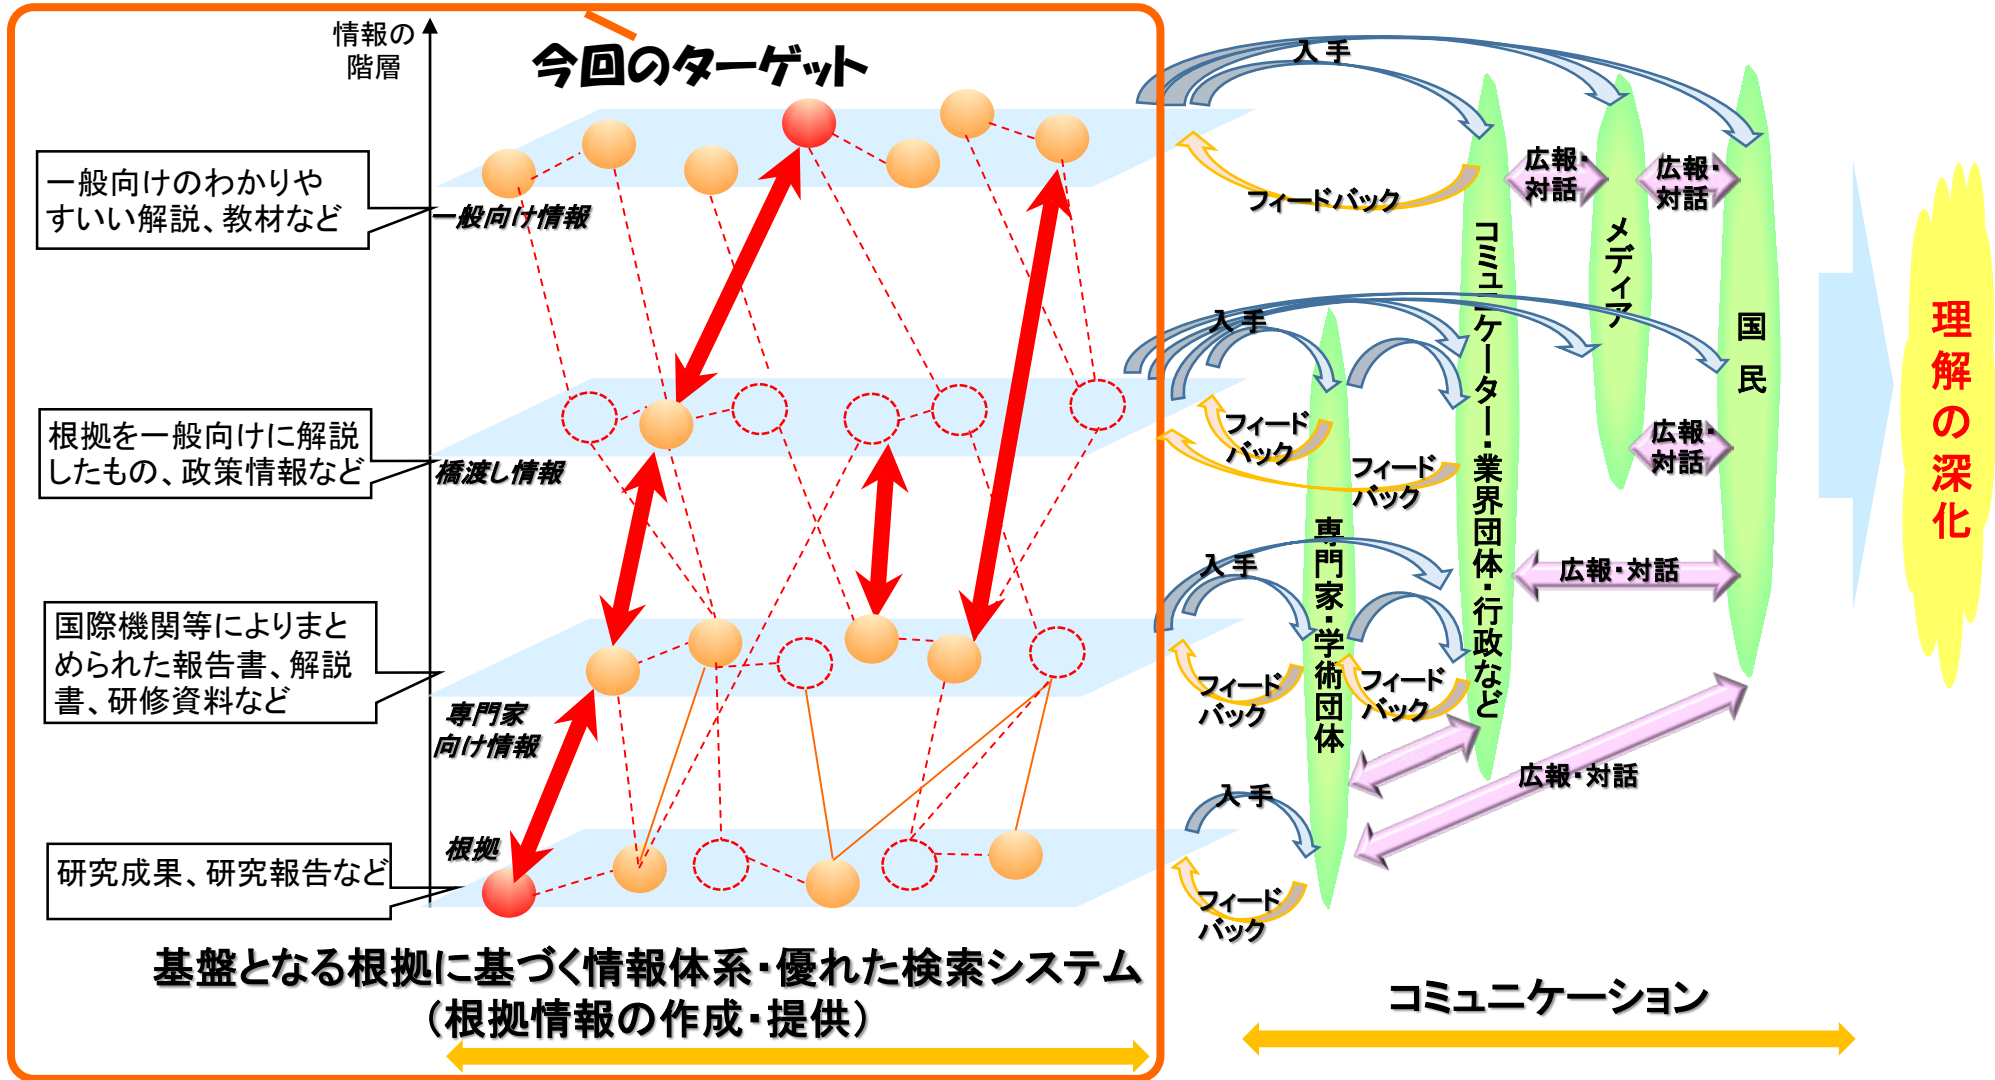 情報の
階層
今回のターゲット
一般向けのわかりや
すいい解説、教材など
一般向け情報
根拠を一般向けに解説
したもの、政策情報など
橋渡し情報
国際機関等によりまと
められた報告書、解説
書、研修資料など
専門家
向け情報
根拠
研究成果、研究報告など
基盤となる根拠に基づく情報体系・優れた検索システム
（根拠情報の作成・提供）
入 手
フィードバック
広報・
対話
広報・
対話
入 手
フィード
バック
フィード
バック
広報・
対話
入 手
広報・対話
フィード
バック
フィード
バック
入 手
広報・対話
フィード
バック
専門家・学術団体
コミュニケーター・業界団体・行政など
メディア
国 民
コミュニケーション
理解の深化